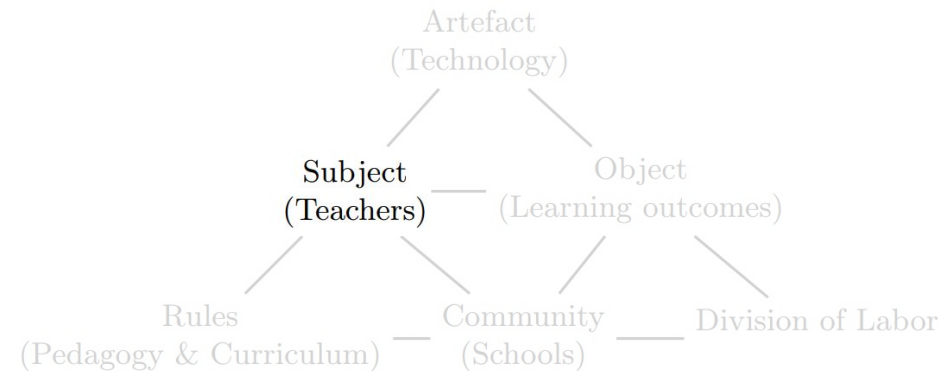 Artefact
(Technology)
Subject
(Teachers)
Object
(Learning outcomes)
Rules
(Pedagogy & Curriculum)
Community
(Schools)
Division of Labor